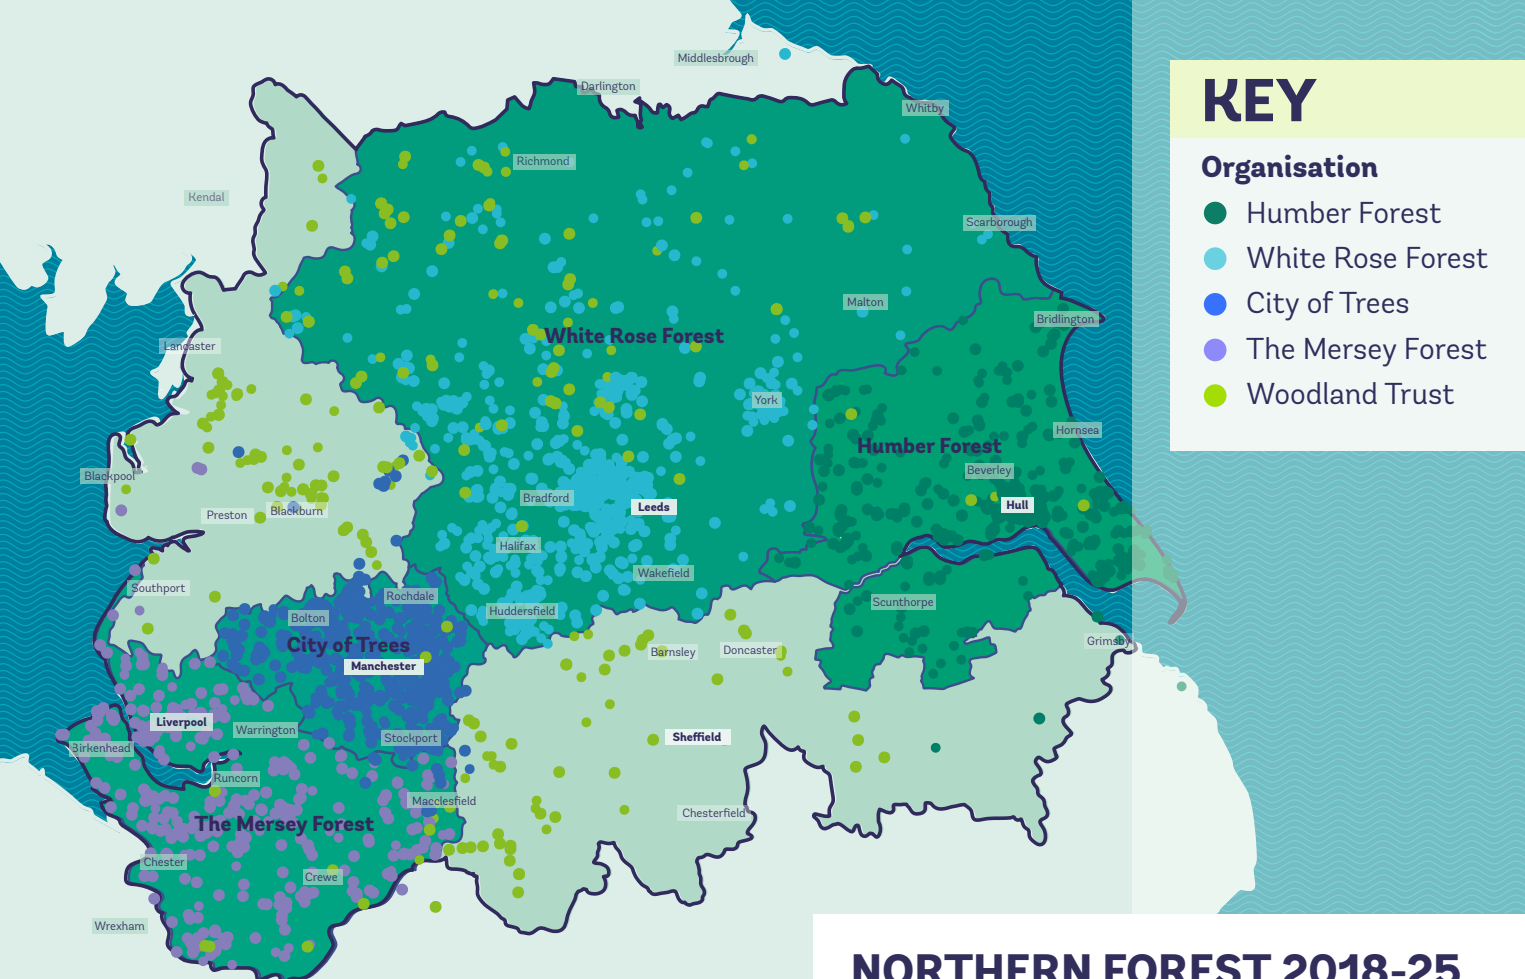 Middlesbrough
Darlington
Whitby
Richmond
Kendal
Scarborough
Malton
Bridlington
White Rose Forest
Lancaster
York
Hornsea
Humber Forest
Beverley
Blackpool
Bradford
Leeds
Hull
Preston
Blackburn
Halifax
Wakefield
Southport
Rochdale
Scunthorpe
Huddersfield
Bolton
City of Trees
Grimsby
Barnsley
Doncaster
Manchester
Liverpool
Warrington
Stockport
Sheffield
Birkenhead
Runcorn
Macclesfield
Chesterfield
The Mersey Forest
Chester
Crewe
Wrexham
KEY
Organisation
Humber Forest
White Rose Forest
City of Trees
The Mersey Forest
Woodland Trust
NORTHERN FOREST 2018-25